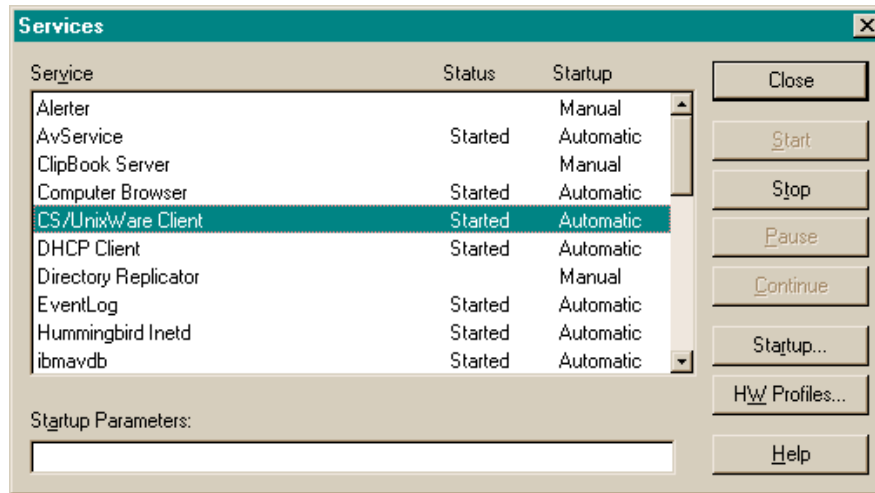 Services
Service Status Startup
Alerter Manual
AvService Started Automatic
ClipBook Server Manual
Computer Browser Started Automatic
CS/UnixWare Client Started Automatic
DHCP Client Started Automatic
Directory Replicator Manual
EventLog Started Automatic
Hummingbird Inetd Started Automatic
ibmavdb Started Automatic
Startup Parameters:
Close
Start
Stop
Pause
Continue
Startup...
HW Profiles...
Help